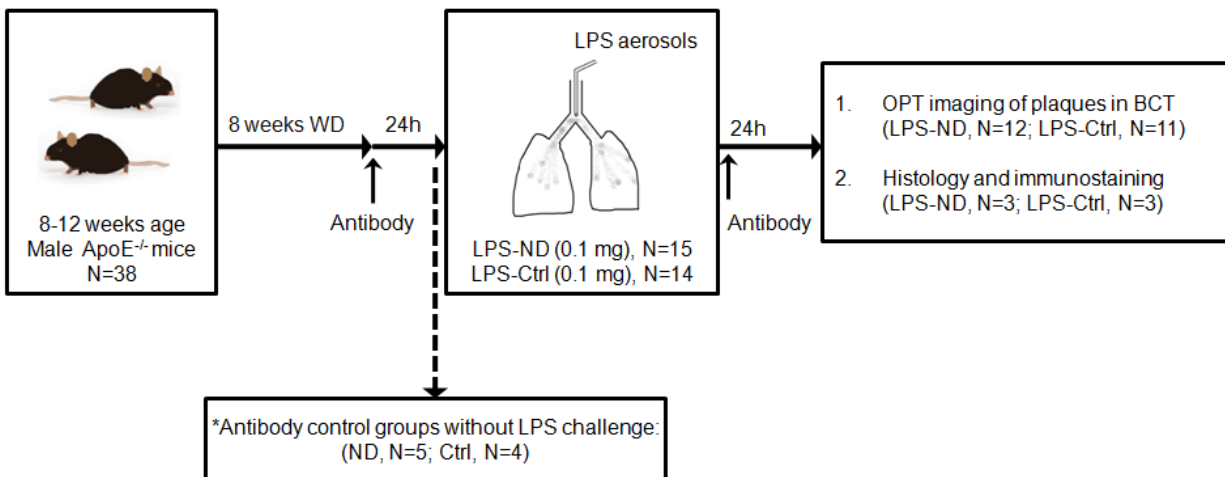 8-12 weeks age
Male ApoE-/- mice
N=38
8 weeks WD
Antibody
24h
LPS aerosols
LPS-ND (0.1 mg), N=15
LPS-Ctrl (0.1 mg), N=14
24h
Antibody
1. OPT imaging of plaques in BCT
(LPS-ND, N=12; LPS-Ctrl, N=11)
2. Histology and immunostaining
(LPS-ND, N=3; LPS-Ctrl, N=3)
*Antibody control groups without LPS challenge:
(ND, N=5; Ctrl, N=4)